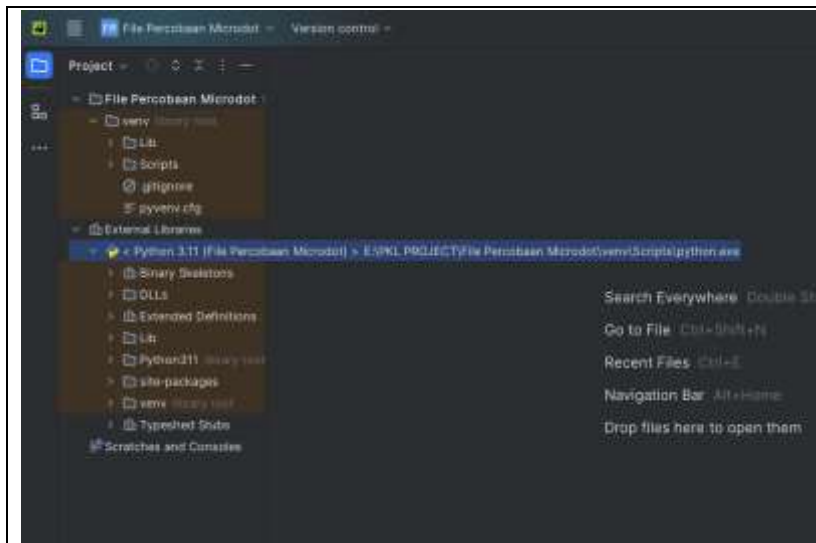 File Percobaan Microdot Version control
Project
File Percobaan Microdot
venv library root
Lib
Scripts
.gitignore
pyvenv.cfg
External Libraries
< Python 3.11 (File Percobaan Microdot) > E:\PKL PROJECT\File Percobaan Microdot\venv\Scripts\python.exe
Binary Skeletons
DLLs
Extended Definitions
Lib
Python311 library root
site-packages
venv library root
Typeshed Stubs
Scratches and Consoles
Search Everywhere Double
Go to File Ctrl+Shift+N
Recent Files Ctrl+E
Navigation Bar Alt+Home
Drop files here to open them